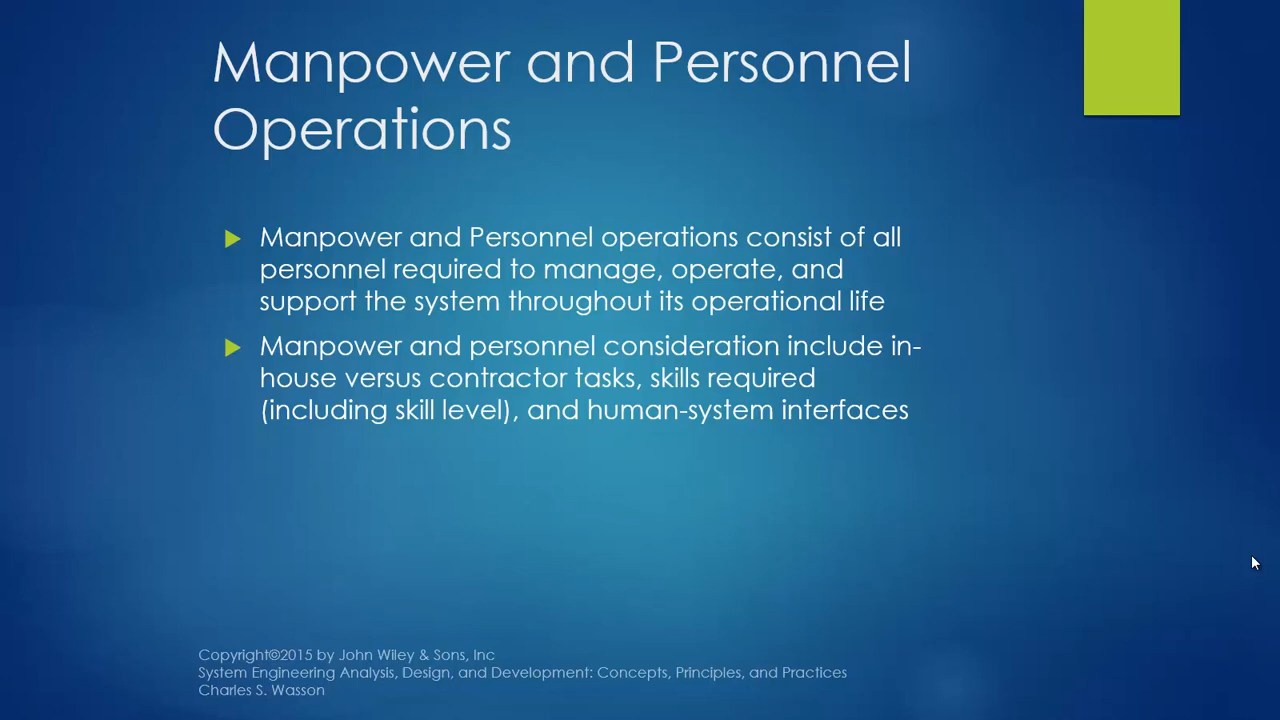 Manpower and Personnel
Operations
Manpower and Personnel operations consist of all
personnel required to manage, operate, and
support the system throughout its operational life
Manpower and personnel consideration include in-
house versus contractor tasks, skills required
(including skill level), and human-system interfaces
Copyright©2015 by John Wiley & Sons, Inc
System Engineering Analysis, Design, and Development: Concepts, Principles, and Practices
Charles S. Wasson